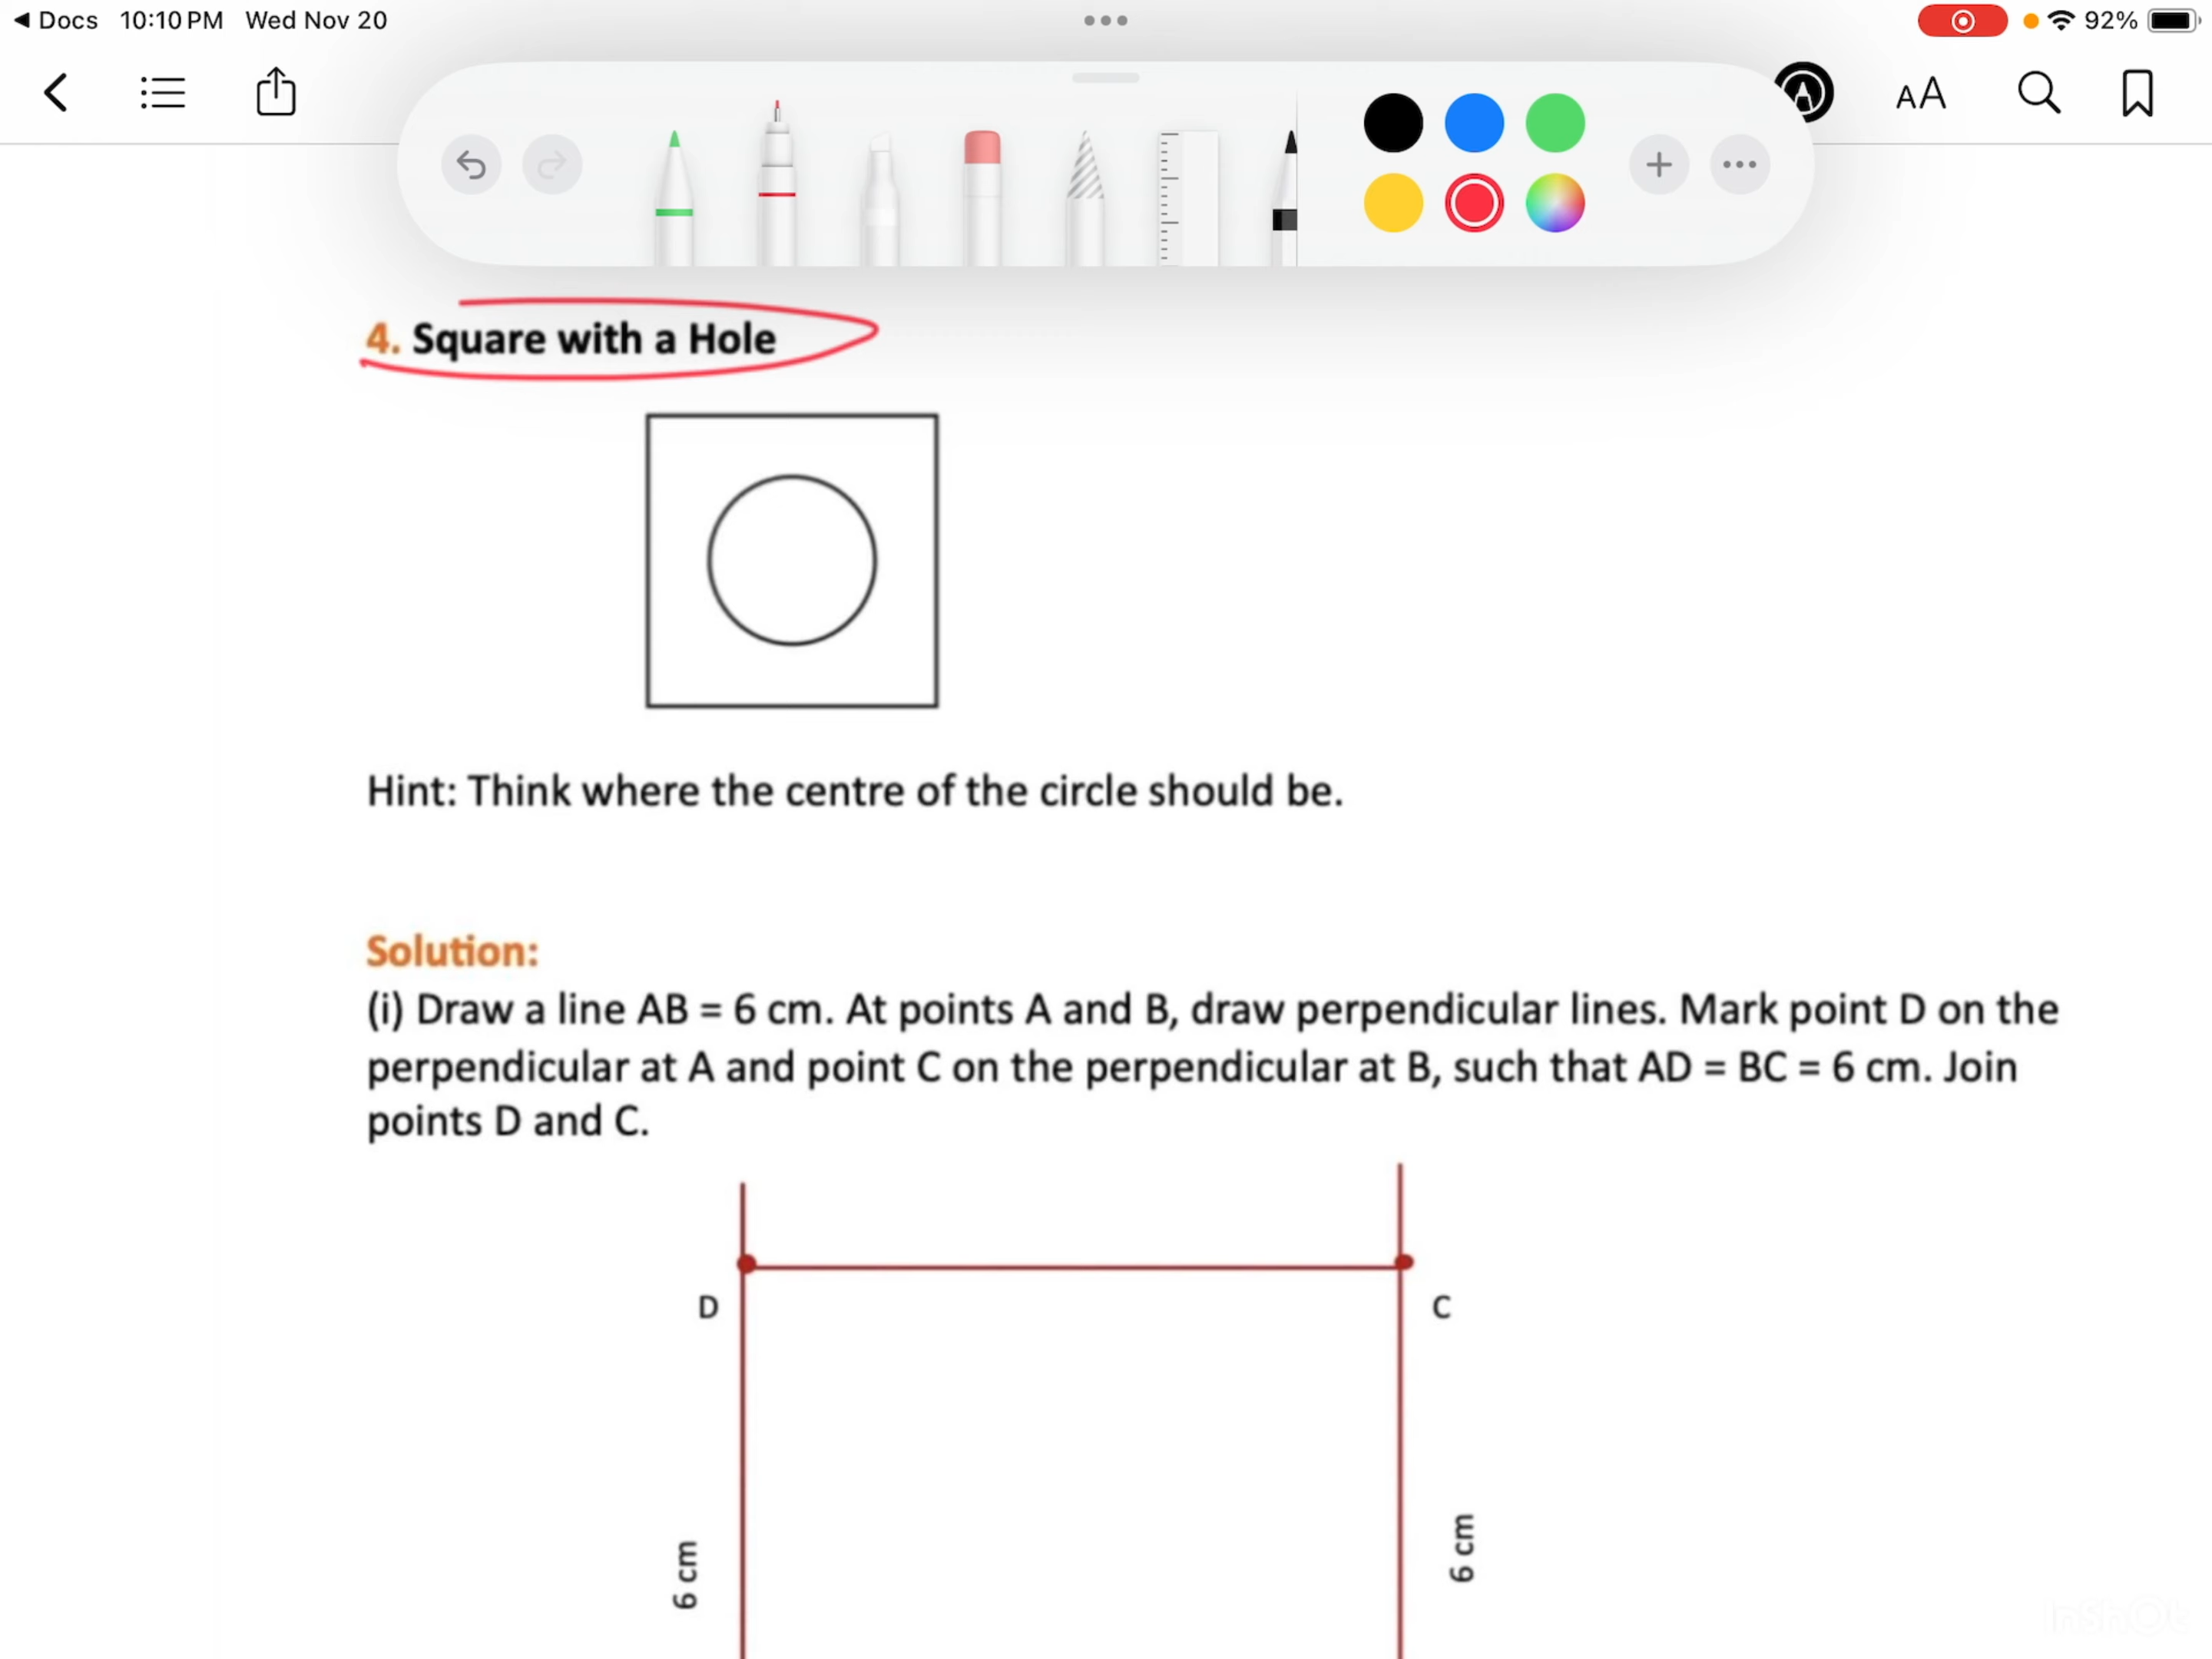 Docs 10:10 PM Wed Nov 20
92%
AA
4. Square with a Hole
Hint: Think where the centre of the circle should be.
Solution:
(i) Draw a line AB = 6 cm. At points A and B, draw perpendicular lines. Mark point D on the
perpendicular at A and point C on the perpendicular at B, such that AD = BC = 6 cm. Join
points D and C.
D C
6 cm 6 cm
InShOt